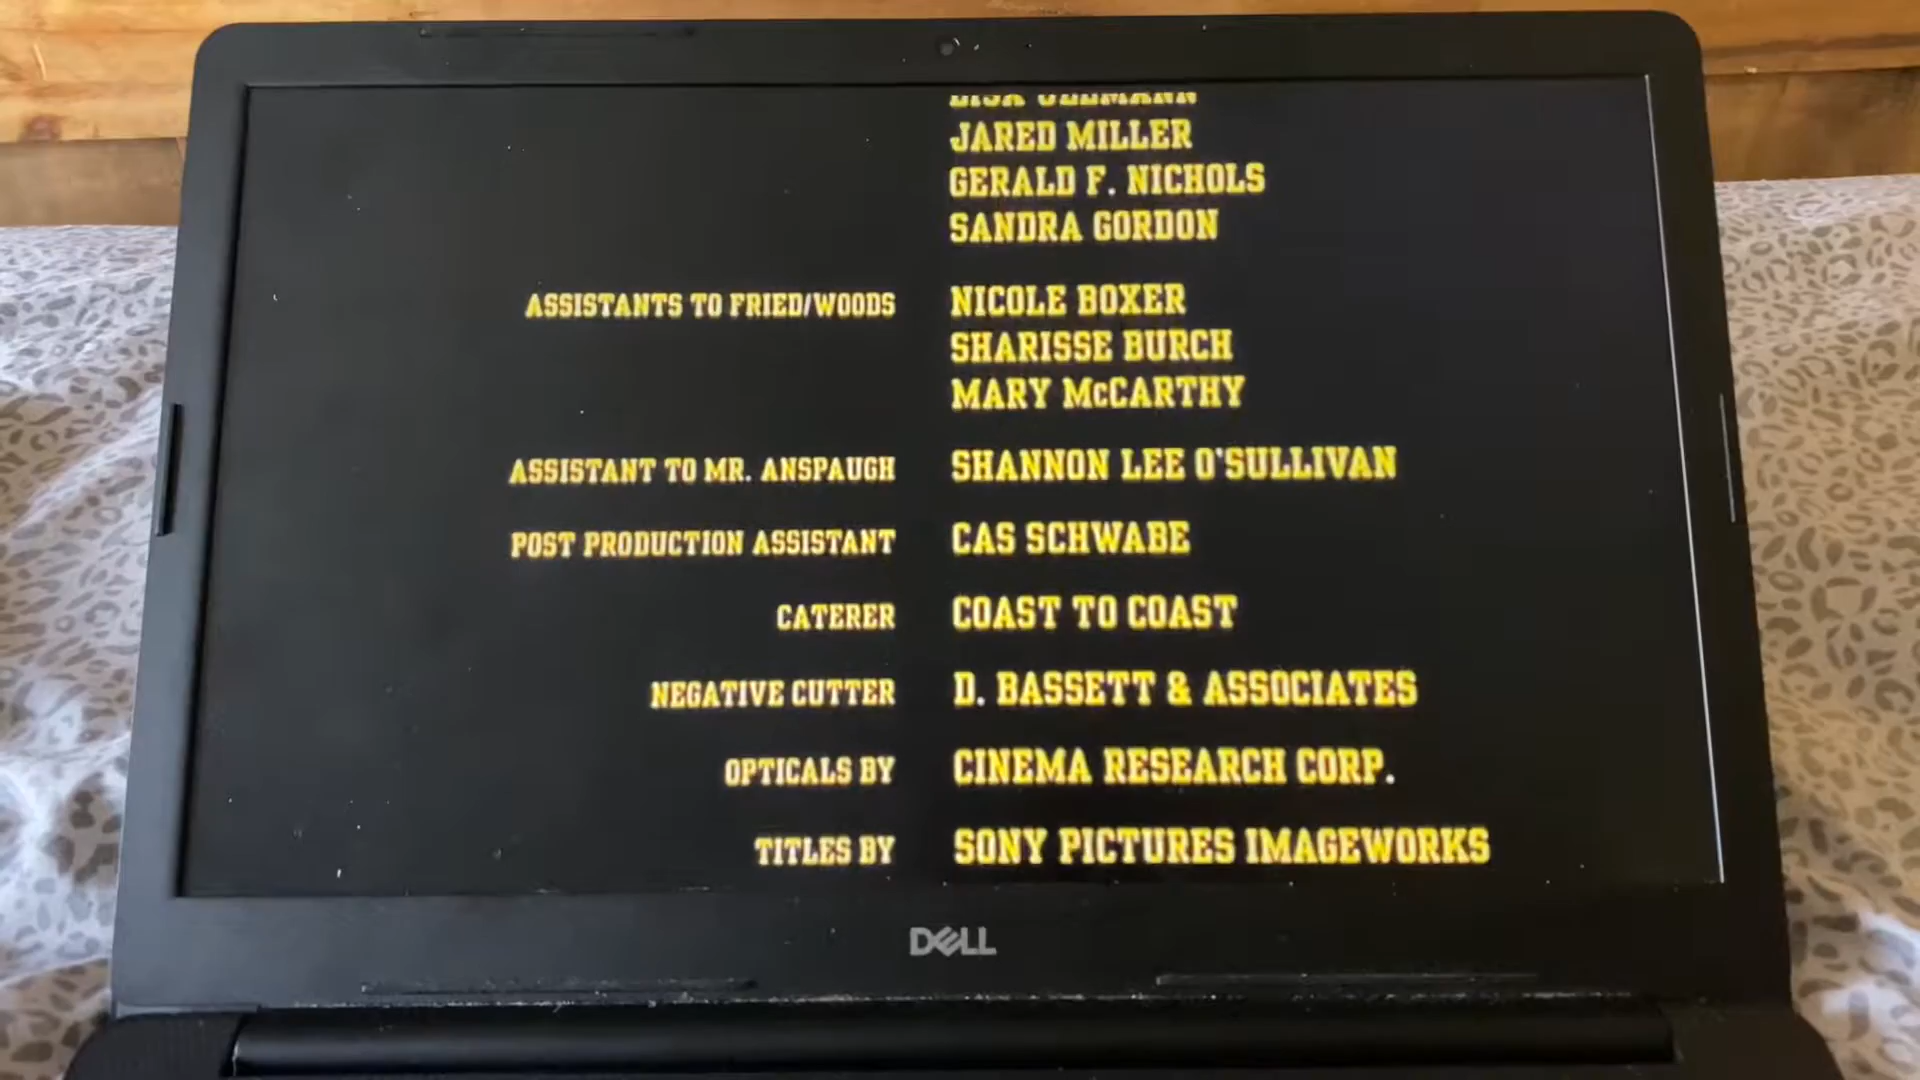 JARED MILLER
GERALD F. NICHOLS
SANDRA GORDON
ASSISTANTS TO FRIED/WOODS NICOLE BOXER
SHARISSE BURCH
MARY McCARTHY
ASSISTANT TO MR. ANSPAUGH SHANNON LEE O'SULLIVAN
POST PRODUCTION ASSISTANT CAS SCHWABE
CATERER COAST TO COAST
NEGATIVE CUTTER D. BASSETT & ASSOCIATES
OPTICALS BY CINEMA RESEARCH CORP.
TITLES BY SONY PICTURES IMAGEWORKS
DELL